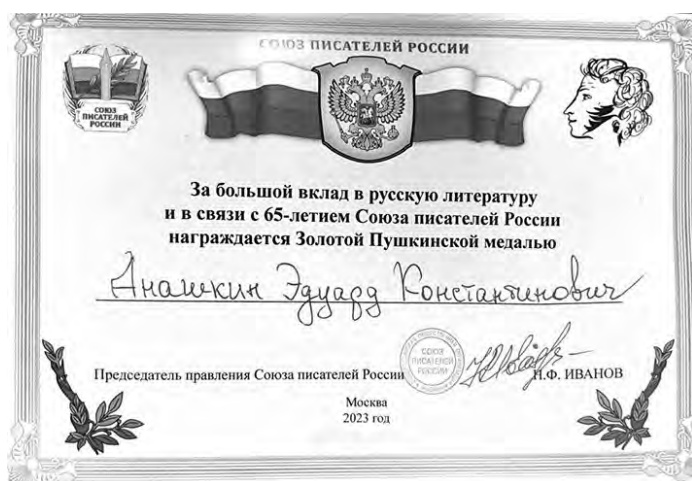 СОЮЗ ПИСАТЕЛЕЙ РОССИИ
СОЮЗ
ПИСАТЕЛЕЙ
РОССИИ
За большой вклад в русскую литературу
и в связи с 65-летием Союза писателей России
награждается Золотой Пушкинской медалью
Анашкин Эдуард Константинович
СОЮЗ
ПИСАТЕЛЕЙ
РОССИИ
Председатель правления Союза писателей России Н.Ф. ИВАНОВ
Москва
2023 год